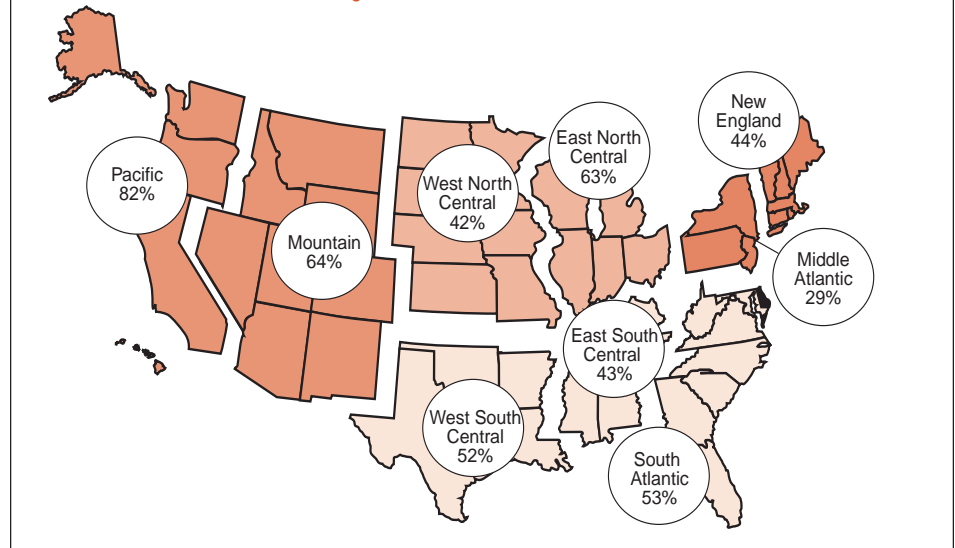 Pacific
82%
Mountain
64%
West North
Central
42%
East North
Central
63%
New
England
44%
Middle
Atlantic
29%
East South
Central
43%
West South
Central
52%
South
Atlantic
53%